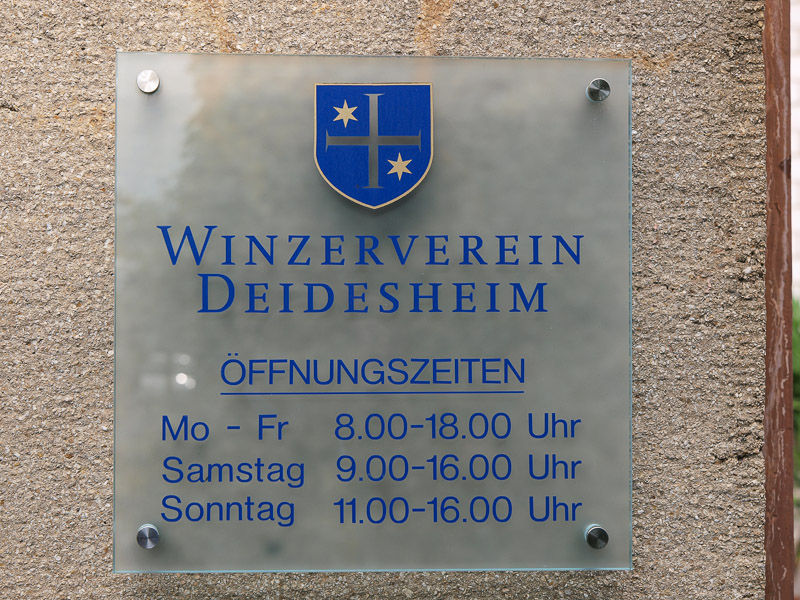 WINZERVEREIN
DEIDESHEIM
ÖFFNUNGSZEITEN
Mo - Fr 8.00-18.00 Uhr
Samstag 9.00-16.00 Uhr
Sonntag 11.00-16.00 Uhr